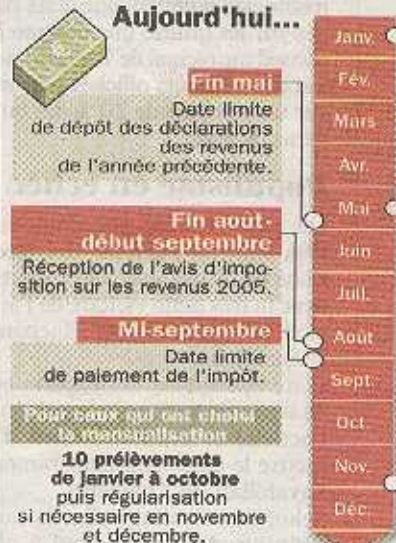 Aujourd'hui...
Fin mai
Date limite
de dépôt des déclarations
des revenus
de l'année précédente.
Fin août-
début septembre
Réception de l'avis d'impo-
sition sur les revenus 2005.
Mi-septembre
Date limite
de paiement de l'impôt.
Pour ceux qui ont choisi
la mensualisation
10 prélèvements
de janvier à octobre
puis régularisation
si nécessaire en novembre
et décembre.
Janv.
Fév.
Mars
Avr.
Mai
Juin
Juil.
Août
Sept.
Oct.
Nov.
Déc.